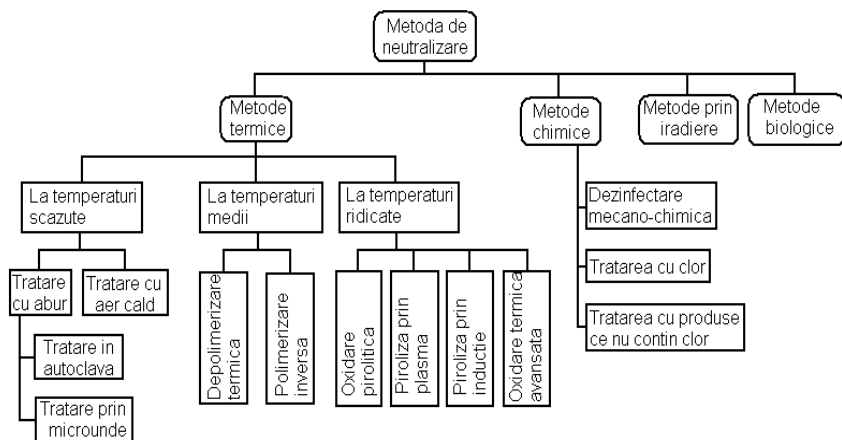 Metoda de
neutralizare
Metode
termice
Metode
chimice
Metode prin
iradiere
Metode
biologice
La temperaturi
scazute
La temperaturi
medii
La temperaturi
ridicate
Dezinfectare
mecano-chimica
Tratarea cu clor
Tratarea cu produse
ce nu contin clor
Tratare
cu abur
Tratare cu
aer cald
Tratare in
autoclava
Tratare prin
microunde
Depolimerizare
termica
Polimerizare
inversa
Oxidare
pirolitica
Piroliza prin
plasma
Piroliza prin
inductie
Oxidare termica
avansata